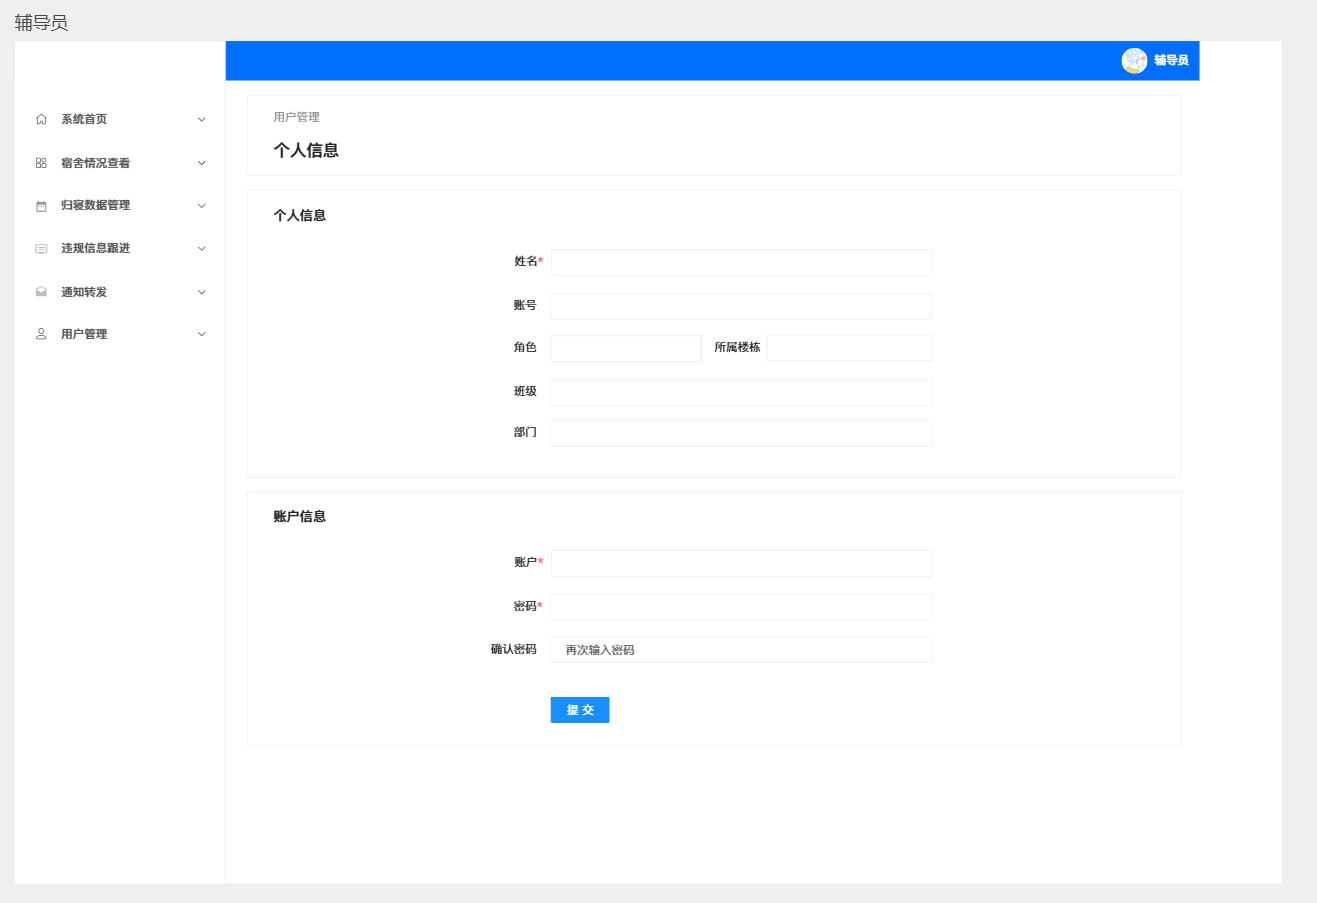 辅导员
辅导员
系统首页
宿舍情况查看
归寝数据管理
违规信息跟进
通知转发
用户管理
用户管理
个人信息
个人信息
姓名*
账号
角色 所属楼栋
班级
部门
账户信息
账户*
密码*
确认密码 再次输入密码
提 交